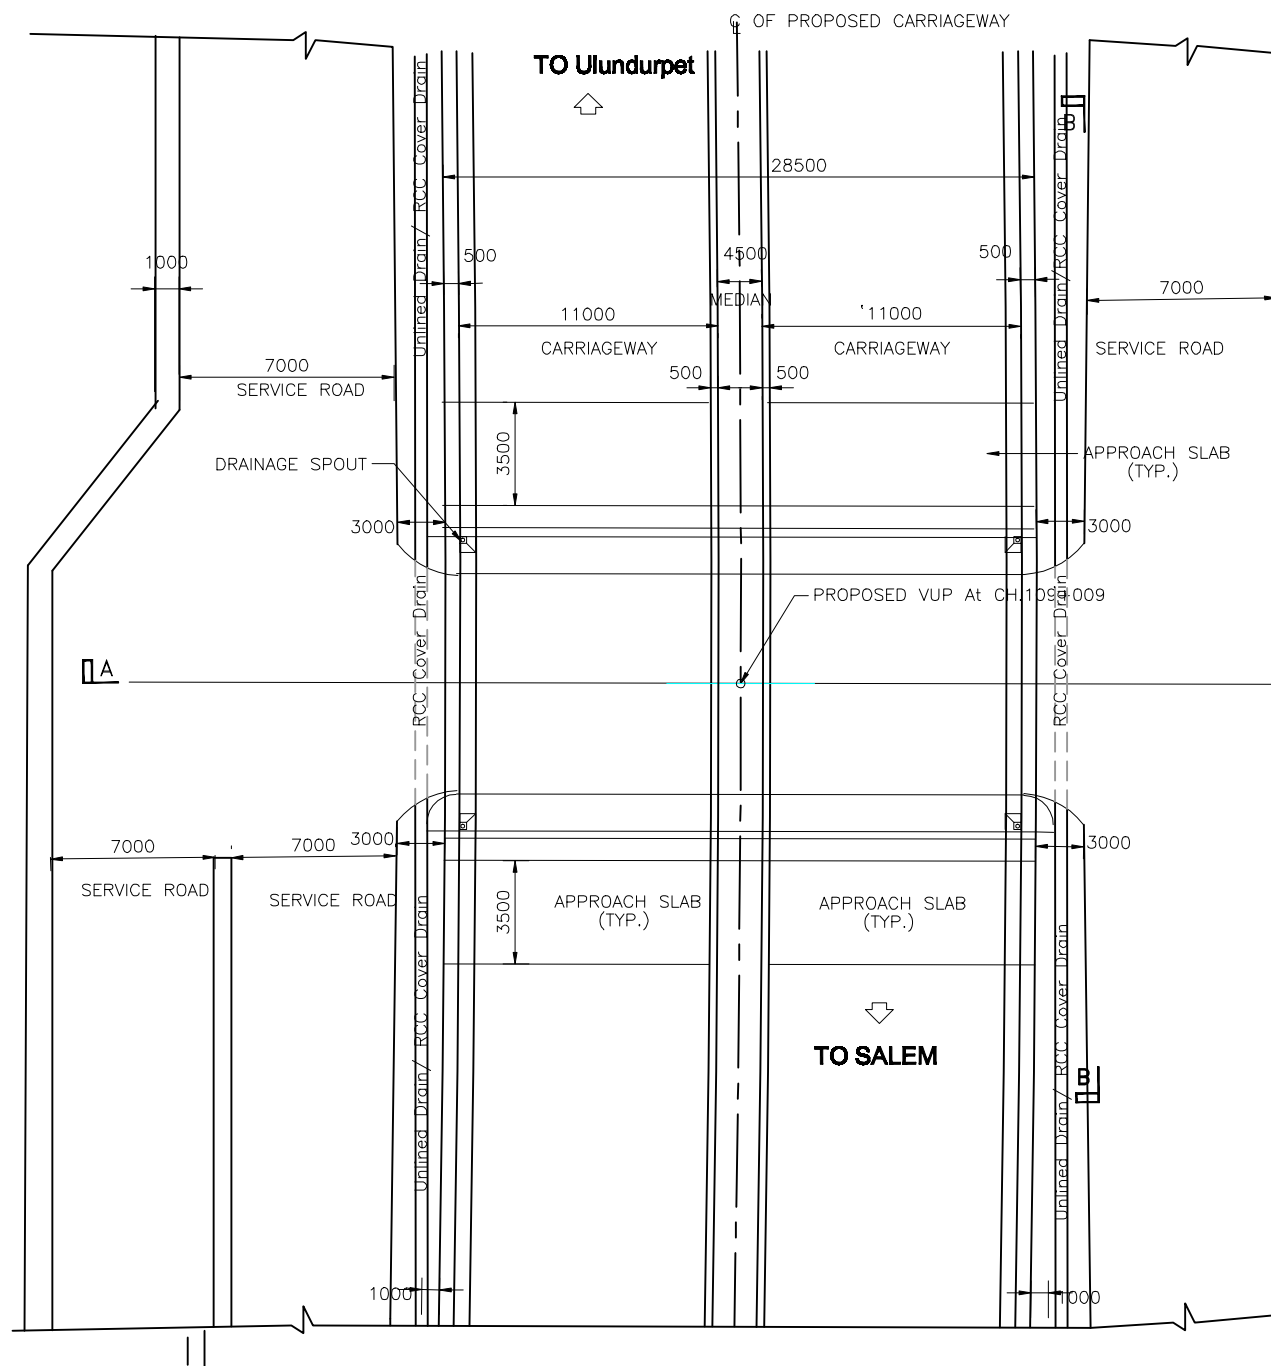 ℄ OF PROPOSED CARRIAGEWAY
TO Ulundurpet
Unlined Drain/ RCC Cover Drain
B
Unlined Drain/RCC Cover Drain
28500
1000
500
4500
500
MEDIAN
7000
11000
11000
CARRIAGEWAY
CARRIAGEWAY
SERVICE ROAD
7000
SERVICE ROAD
500
500
3500
DRAINAGE SPOUT
APPROACH SLAB
(TYP.)
3000
3000
PROPOSED VUP At CH.109+009
RCC Cover Drain
RCC Cover Drain
A
7000
7000
3000
3000
SERVICE ROAD
SERVICE ROAD
3500
APPROACH SLAB
(TYP.)
APPROACH SLAB
(TYP.)
Unlined Drain/ RCC Cover Drain
Unlined Drain/ RCC Cover Drain
TO SALEM
B
1000
1000